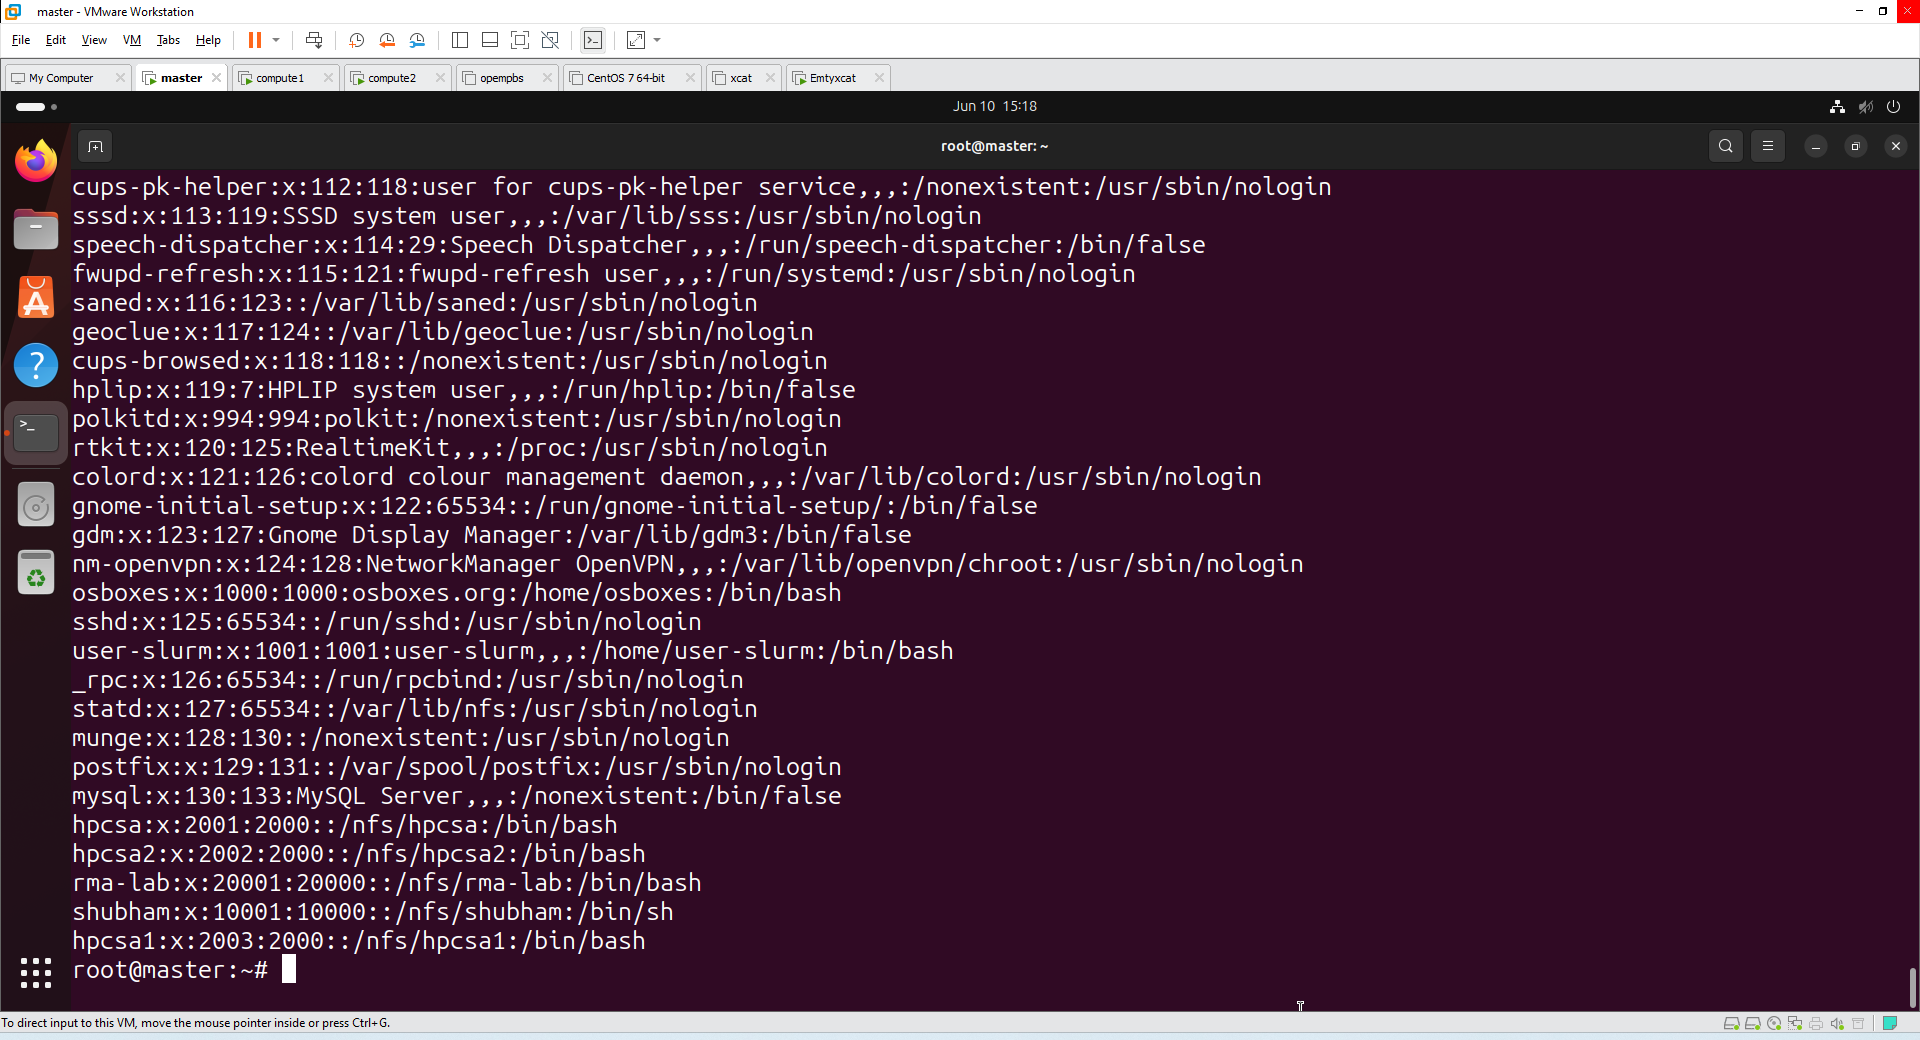 master - VMware Workstation
File Edit View VM Tabs Help
My Computer master compute1 compute2 openpbs CentOS 7 64-bit xcat Emtyxcat
Jun 10 15:18
root@master: ~
cups-pk-helper:x:112:118:user for cups-pk-helper service,,,:/nonexistent:/usr/sbin/nologin
sssd:x:113:119:SSSD system user,,,:/var/lib/sss:/usr/sbin/nologin
speech-dispatcher:x:114:29:Speech Dispatcher,,,:/run/speech-dispatcher:/bin/false
fwupd-refresh:x:115:121:fwupd-refresh user,,,:/run/systemd:/usr/sbin/nologin
saned:x:116:123::/var/lib/saned:/usr/sbin/nologin
geoclue:x:117:124::/var/lib/geoclue:/usr/sbin/nologin
cups-browsed:x:118:118::/nonexistent:/usr/sbin/nologin
hplip:x:119:7:HPLIP system user,,,:/run/hplip:/bin/false
polkitd:x:994:994:polkit:/nonexistent:/usr/sbin/nologin
rtkit:x:120:125:RealtimeKit,,,:/proc:/usr/sbin/nologin
colord:x:121:126:colord colour management daemon,,,:/var/lib/colord:/usr/sbin/nologin
gnome-initial-setup:x:122:65534::/run/gnome-initial-setup/:/bin/false
gdm:x:123:127:Gnome Display Manager:/var/lib/gdm3:/bin/false
nm-openvpn:x:124:128:NetworkManager OpenVPN,,,:/var/lib/openvpn/chroot:/usr/sbin/nologin
osboxes:x:1000:1000:osboxes.org:/home/osboxes:/bin/bash
sshd:x:125:65534::/run/sshd:/usr/sbin/nologin
user-slurm:x:1001:1001:user-slurm,,,:/home/user-slurm:/bin/bash
_rpc:x:126:65534::/run/rpcbind:/usr/sbin/nologin
statd:x:127:65534::/var/lib/nfs:/usr/sbin/nologin
munge:x:128:130::/nonexistent:/usr/sbin/nologin
postfix:x:129:131::/var/spool/postfix:/usr/sbin/nologin
mysql:x:130:133:MySQL Server,,,:/nonexistent:/bin/false
hpcsa:x:2001:2000::/nfs/hpcsa:/bin/bash
hpcsa2:x:2002:2000::/nfs/hpcsa2:/bin/bash
rma-lab:x:20001:20000::/nfs/rma-lab:/bin/bash
shubham:x:10001:10000::/nfs/shubham:/bin/sh
hpcsa1:x:2003:2000::/nfs/hpcsa1:/bin/bash
root@master:~#
To direct input to this VM, move the mouse pointer inside or press Ctrl+G.